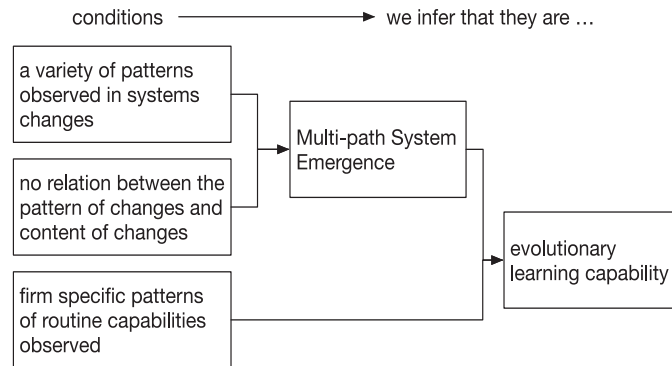 conditions
we infer that they are ...
a variety of patterns
observed in systems
changes
Multi-path System
Emergence
no relation between the
pattern of changes and
content of changes
evolutionary
learning capability
firm specific patterns
of routine capabilities
observed